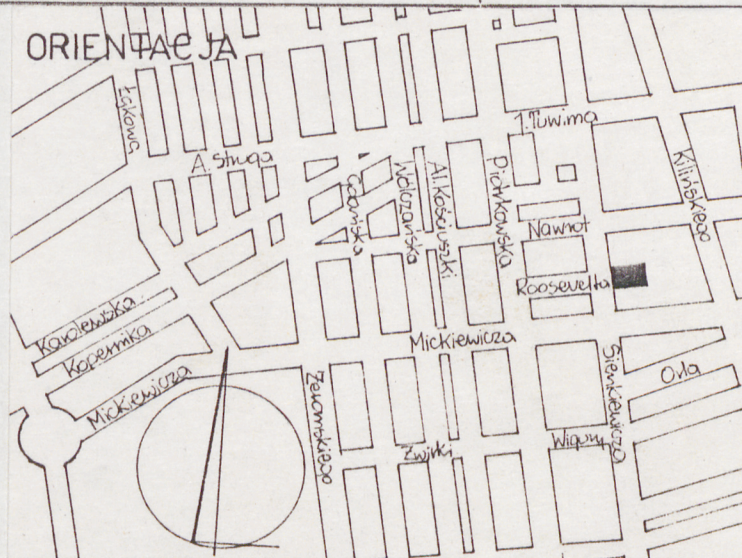 ORIENTACJA
Łąkowa
J.Tuwima
A. Struga
Gdańska
Wólczańska
Al. Kościuszki
Piotrkowska
Kilińskiego
Nawrot
Roosevelta
Karolewska
Kopernika
Mickiewicza
Mickiewicza
Żeromskiego
Sienkiewicza
Orla
Żwirki
Wigury